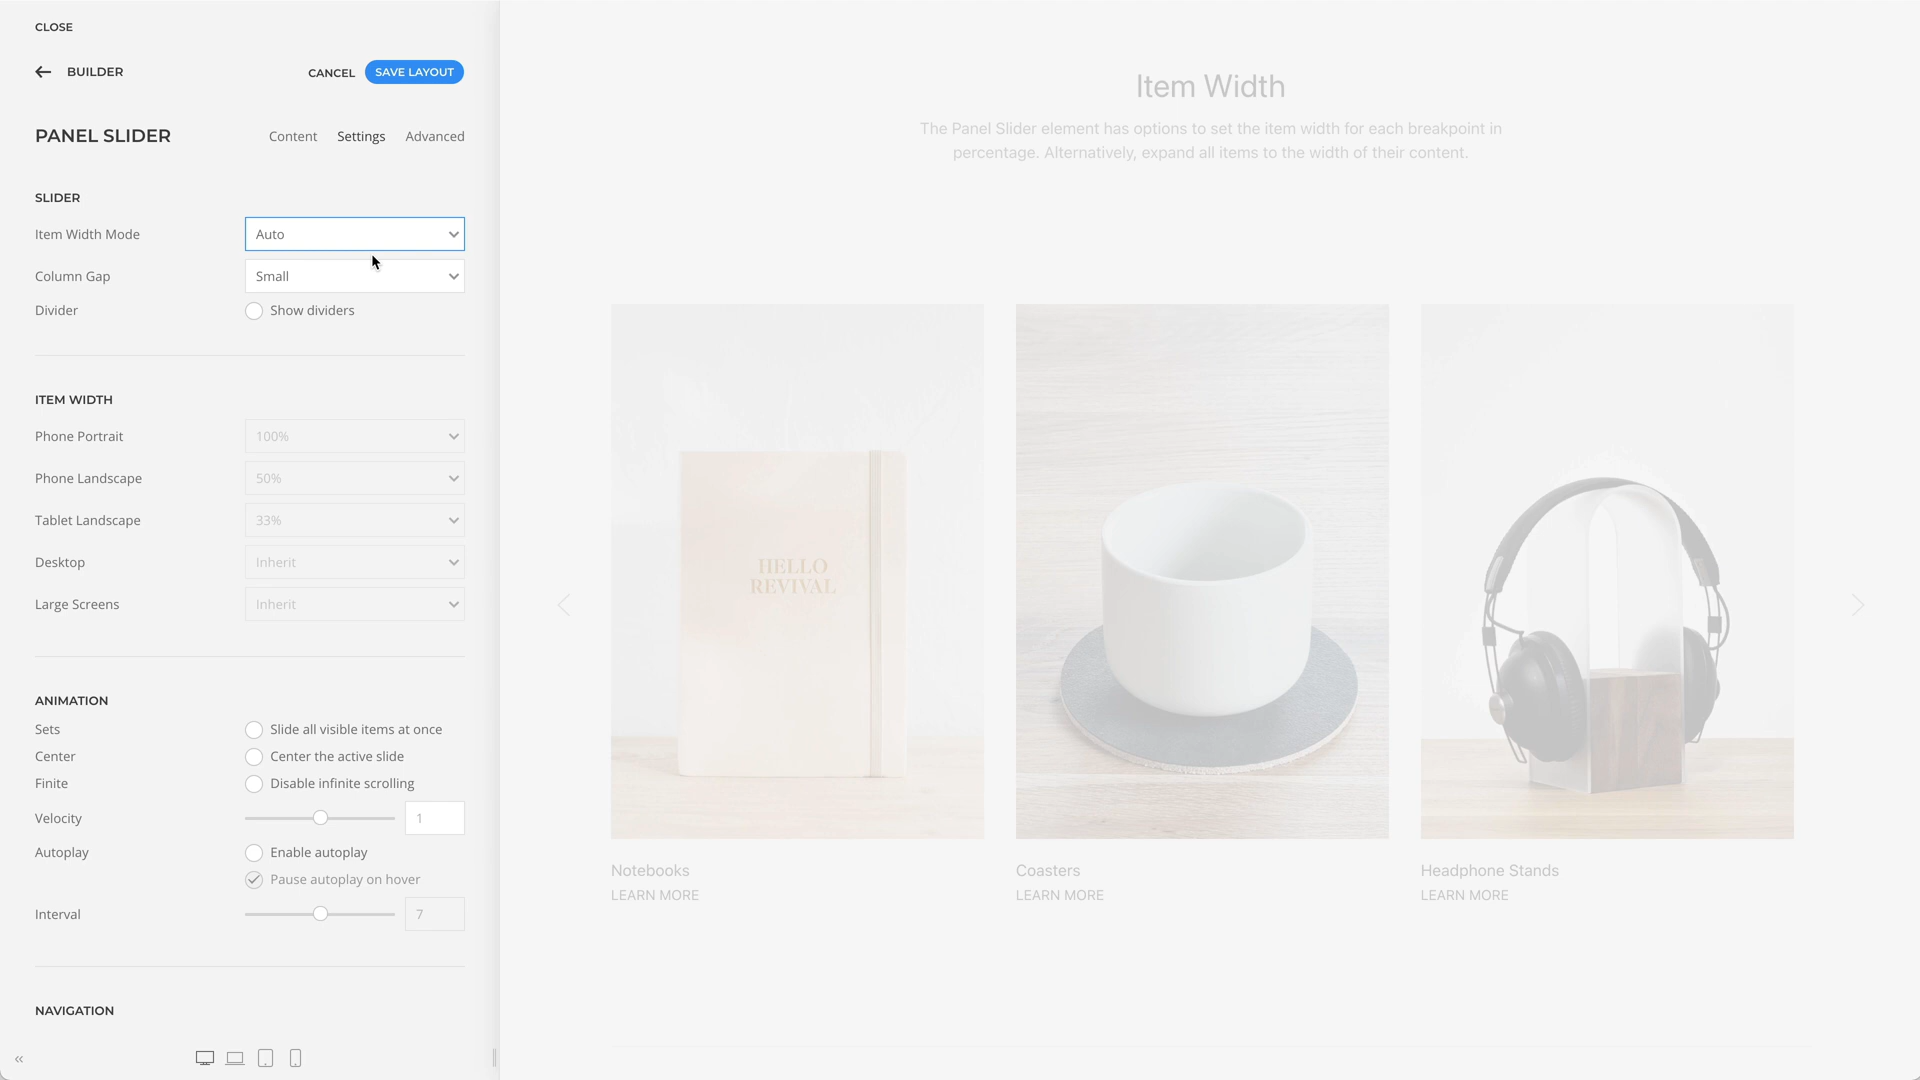 CLOSE
BUILDER
CANCEL
SAVE LAYOUT
PANEL SLIDER
Content
Settings
Advanced
SLIDER
Item Width Mode
Auto
Column Gap
Small
Divider
Show dividers
ITEM WIDTH
Phone Portrait
100%
Phone Landscape
50%
Tablet Landscape
33%
Desktop
Inherit
Large Screens
Inherit
ANIMATION
Sets
Slide all visible items at once
Center
Center the active slide
Finite
Disable infinite scrolling
Velocity
1
Autoplay
Enable autoplay
Pause autoplay on hover
Interval
7
NAVIGATION
Item Width
The Panel Slider element has options to set the item width for each breakpoint in
percentage. Alternatively, expand all items to the width of their content.
HELLO
REVIVAL
Notebooks
LEARN MORE
Coasters
LEARN MORE
Headphone Stands
LEARN MORE